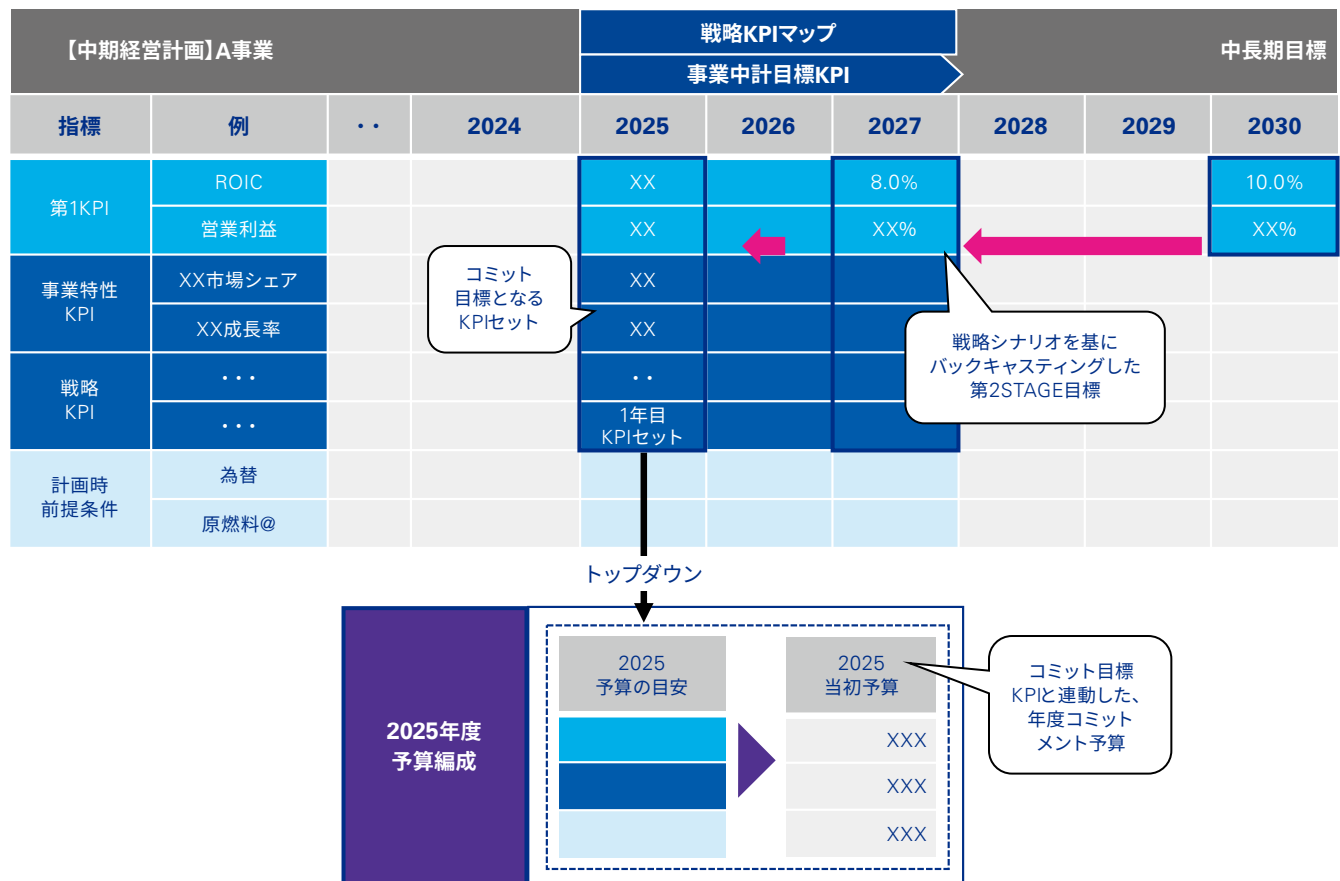 【中期経営計画】A事業
戦略KPIマップ
事業中計目標KPI
中長期目標
指標 例 ・・ 2024 2025 2026 2027 2028 2029 2030
第1KPI
ROIC XX 8.0% 10.0%
営業利益 XX XX% XX%
事業特性
KPI
XX市場シェア XX
XX成長率 XX
戦略
KPI
・・・ ・・
・・・ 1年目
KPIセット
計画時
前提条件
為替
原燃料@
コミット
目標となる
KPIセット
戦略シナリオを基に
バックキャスティングした
第2STAGE目標
トップダウン
2025年度
予算編成
2025
予算の目安
2025
当初予算
XXX
XXX
XXX
コミット目標
KPIと連動した、
年度コミット
メント予算